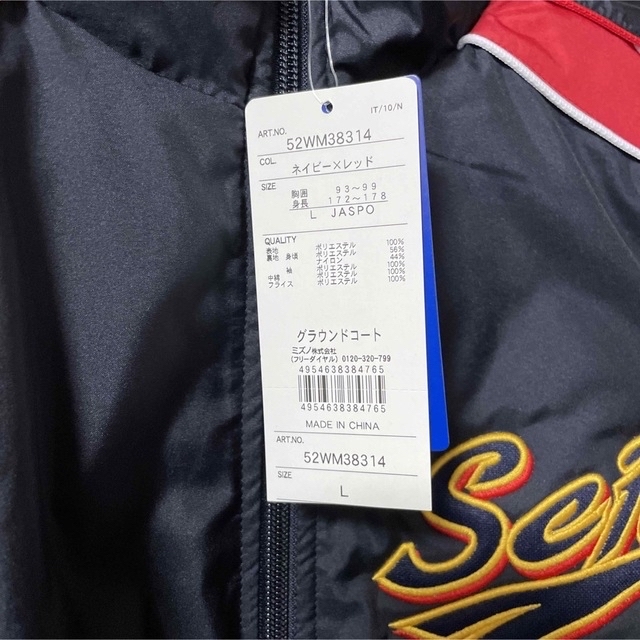 IT/10/N
ART.NO. 52WM38314
COL. ネイビー×レッド
SIZE 胸囲 93〜99
身長 172〜178
L JASPO
QUALITY
表地 ポリエステル 100%
裏地 身頃 ポリエステル 56%
ナイロン 44%
袖 ポリエステル 100%
中綿 ポリエステル 100%
フライス ポリエステル 100%
グラウンドコート
ミズノ株式会社
(フリーダイヤル) 0120-320-799
4954638384765
4954638384765
MADE IN CHINA
ART.NO. 52WM38314
SIZE
L